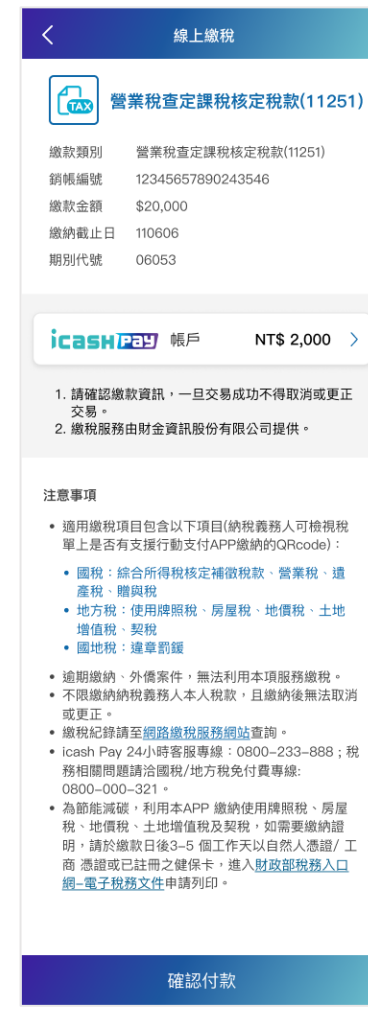 線上繳稅
TAX
營業稅查定課稅核定稅款(11251)
繳款類別 營業稅查定課稅核定稅款(11251)
銷帳編號 12345657890243546
繳款金額 $20,000
繳納截止日 110606
期別代號 06053
icash Pay 帳戶 NT$ 2,000
1. 請確認繳款資訊，一旦交易成功不得取消或更正
交易。
2. 繳稅服務由財金資訊股份有限公司提供。
注意事項
• 適用繳稅項目包含以下項目(納稅義務人可檢視稅
單上是否有支援行動支付APP繳納的QRcode)：
• 國稅：綜合所得稅核定補徵稅款、營業稅、遺
產稅、贈與稅
• 地方稅：使用牌照稅、房屋稅、地價稅、土地
增值稅、契稅
• 國地稅：違章罰鍰
• 逾期繳納、外僑案件，無法利用本項服務繳稅。
• 不限繳納納稅義務人本人稅款，且繳納後無法取消
或更正。
• 繳稅紀錄請至網路繳稅服務網站查詢。
• icash Pay 24小時客服專線：0800-233-888；稅
務相關問題請洽國稅/地方稅免付費專線:
0800-000-321。
• 為節能減碳，利用本APP 繳納使用牌照稅、房屋
稅、地價稅、土地增值稅及契稅，如需要繳納證
明，請於繳款日後3-5 個工作天以自然人憑證/ 工
商 憑證或已註冊之健保卡，進入財政部稅務入口
網-電子稅務文件申請列印。
確認付款